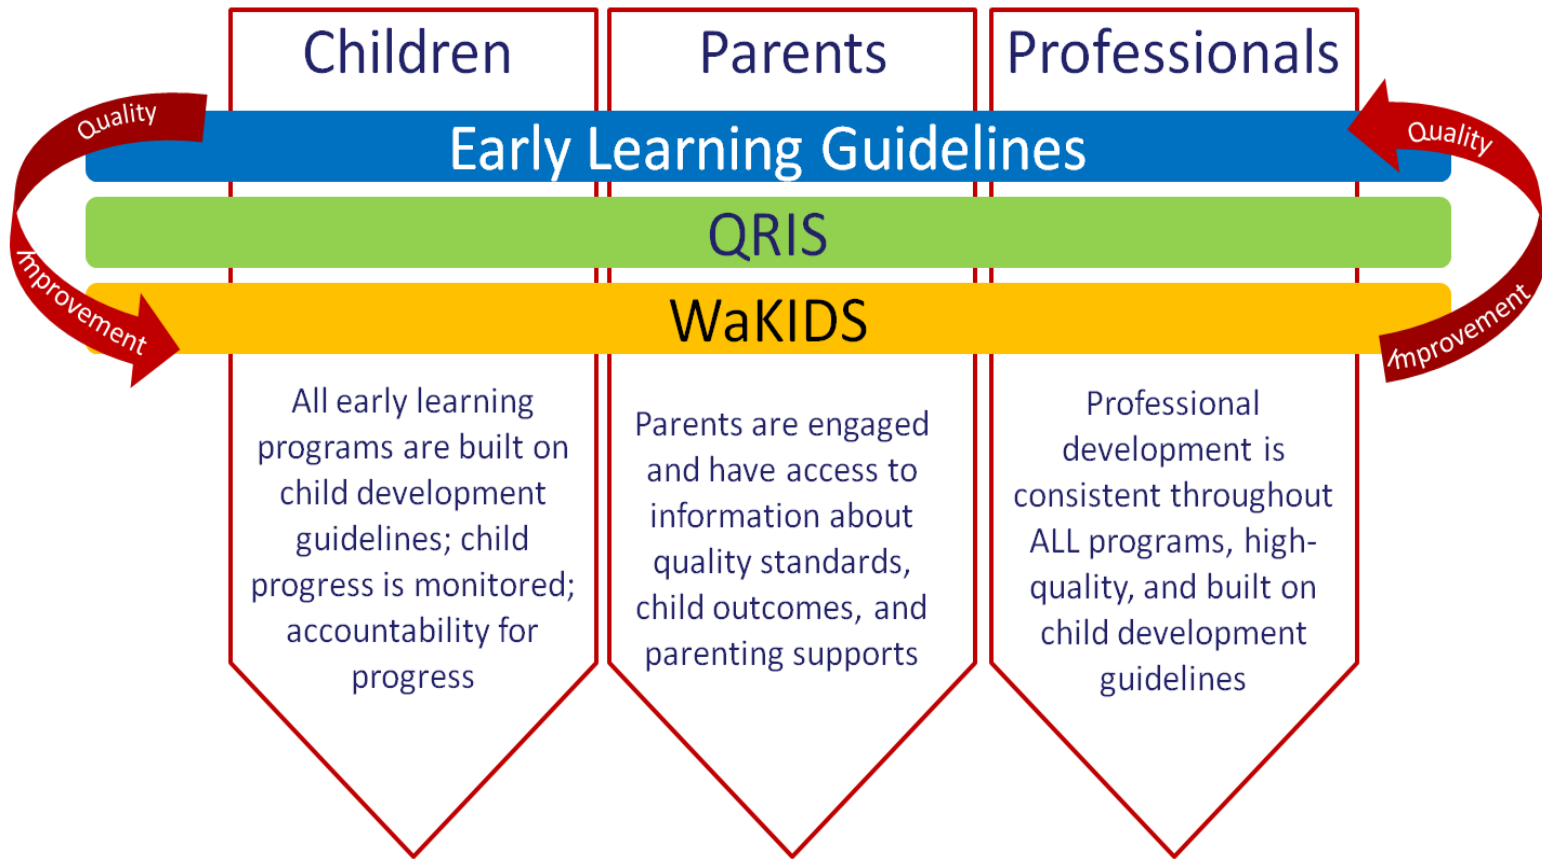 Children
Parents
Professionals
Quality
Improvement
Early Learning Guidelines
QRIS
WaKIDS
Quality
Improvement
All early learning
programs are built on
child development
guidelines; child
progress is monitored;
accountability for
progress
Parents are engaged
and have access to
information about
quality standards,
child outcomes, and
parenting supports
Professional
development is
consistent throughout
ALL programs, high-
quality, and built on
child development
guidelines